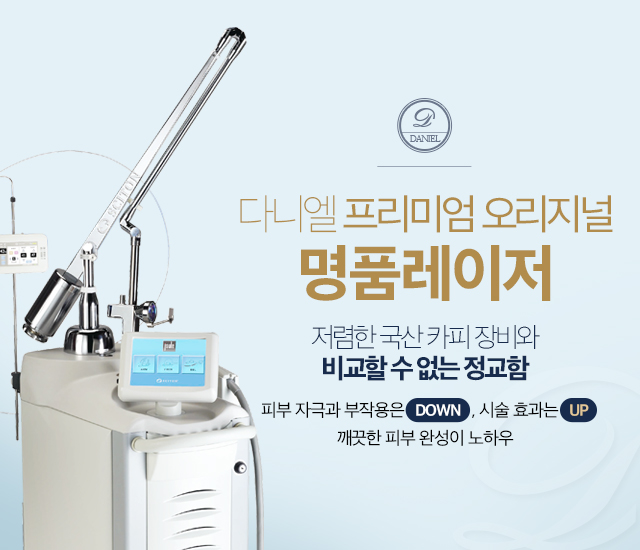 DANIEL
다니엘 프리미엄 오리지널
명품레이저
저렴한 국산 카피 장비와
비교할 수 없는 정교함
피부 자극과 부작용은 DOWN , 시술 효과는 UP
깨끗한 피부 완성이 노하우